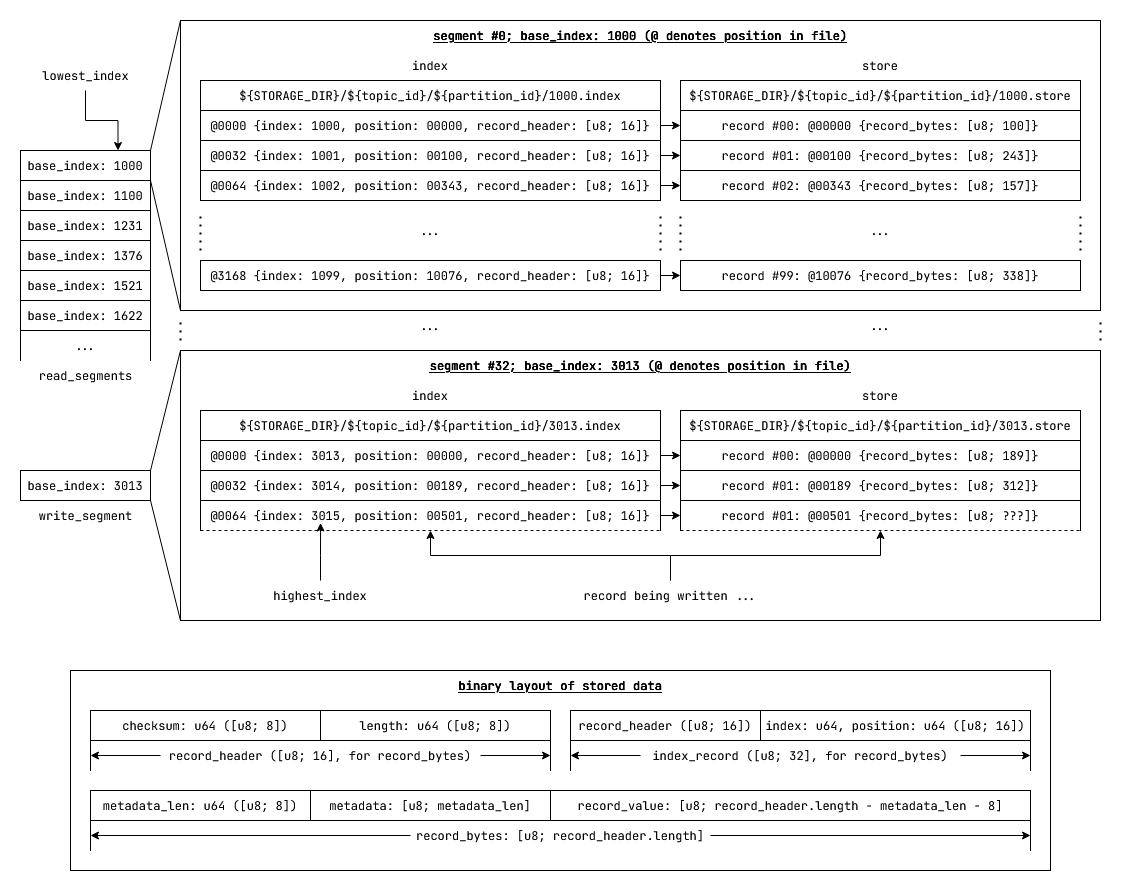 segment #0; base_index: 1000 (@ denotes position in file)
index
store
lowest_index
${STORAGE_DIR}/${topic_id}/${partition_id}/1000.index
${STORAGE_DIR}/${topic_id}/${partition_id}/1000.store
@0000 {index: 1000, position: 00000, record_header: [u8; 16]}
record #00: @00000 {record_bytes: [u8; 100]}
@0032 {index: 1001, position: 00100, record_header: [u8; 16]}
record #01: @00100 {record_bytes: [u8; 243]}
@0064 {index: 1002, position: 00343, record_header: [u8; 16]}
record #02: @00343 {record_bytes: [u8; 157]}
...
...
@3168 {index: 1099, position: 10076, record_header: [u8; 16]}
record #99: @10076 {record_bytes: [u8; 338]}
base_index: 1000
base_index: 1100
base_index: 1231
base_index: 1376
base_index: 1521
base_index: 1622
...
read_segments
...
...
segment #32; base_index: 3013 (@ denotes position in file)
index
store
${STORAGE_DIR}/${topic_id}/${partition_id}/3013.index
${STORAGE_DIR}/${topic_id}/${partition_id}/3013.store
@0000 {index: 3013, position: 00000, record_header: [u8; 16]}
record #00: @00000 {record_bytes: [u8; 189]}
@0032 {index: 3014, position: 00189, record_header: [u8; 16]}
record #01: @00189 {record_bytes: [u8; 312]}
@0064 {index: 3015, position: 00501, record_header: [u8; 16]}
record #01: @00501 {record_bytes: [u8; ???]}
base_index: 3013
write_segment
highest_index
record being written ...
binary layout of stored data
checksum: u64 ([u8; 8])
length: u64 ([u8; 8])
record_header ([u8; 16])
index: u64, position: u64 ([u8; 16])
record_header ([u8; 16], for record_bytes)
index_record ([u8; 32], for record_bytes)
metadata_len: u64 ([u8; 8])
metadata: [u8; metadata_len]
record_value: [u8; record_header.length - metadata_len - 8]
record_bytes: [u8; record_header.length]